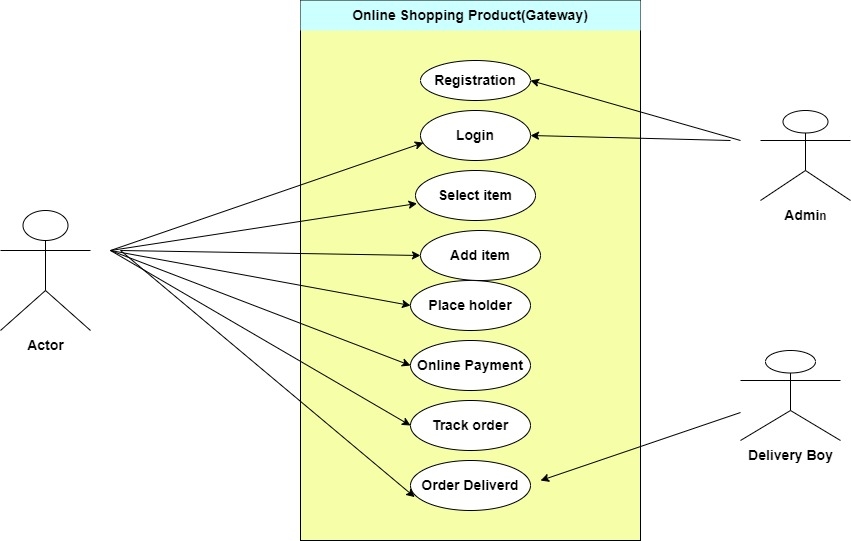 Online Shopping Product(Gateway)
Registration
Login
Select item
Add item
Place holder
Online Payment
Track order
Order Deliverd
Actor
Admin
Delivery Boy